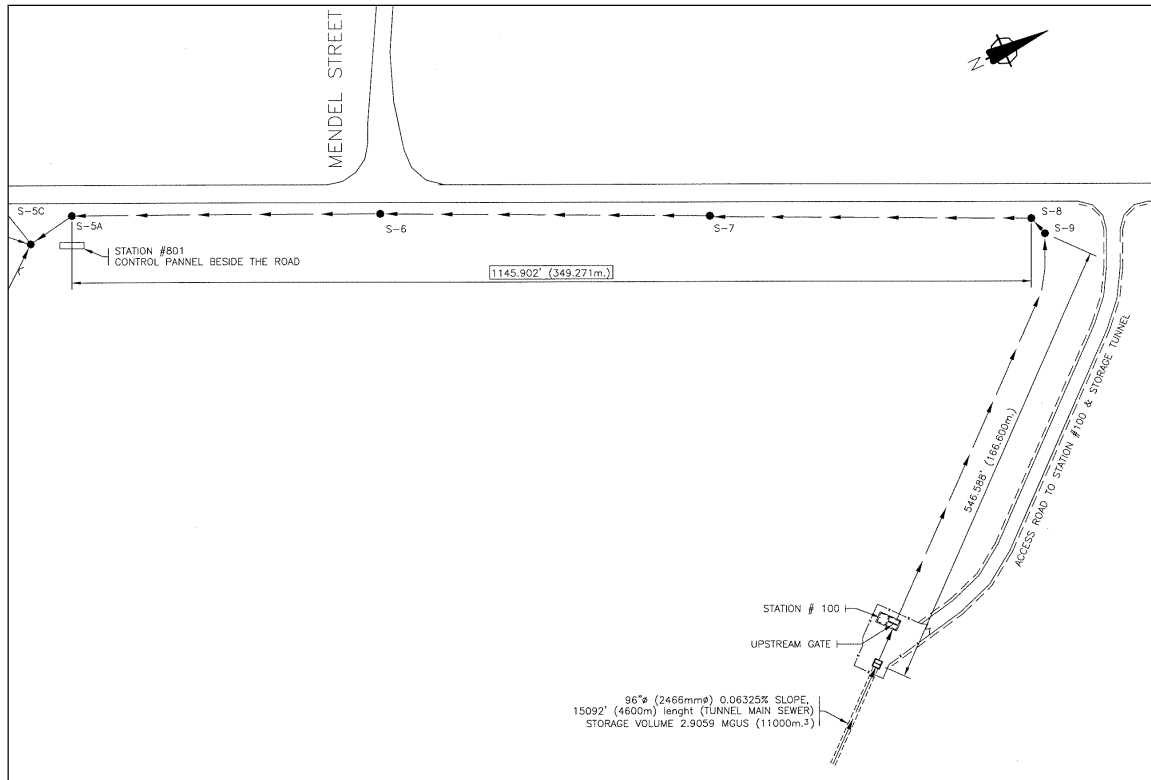 MENDEL STREET
N
S-5C
S-5A
S-6
S-7
S-8
S-9
STATION #801
CONTROL PANNEL BESIDE THE ROAD
1145.902' (349.271m.)
546.588' (166.600m.)
ACCESS ROAD TO STATION #100 & STORAGE TUNNEL
STATION # 100
UPSTREAM GATE
96"ø (2466mmø) 0.06325% SLOPE,
15092' (4600m) lenght (TUNNEL MAIN SEWER)
STORAGE VOLUME 2.9059 MGUS (11000m.³)